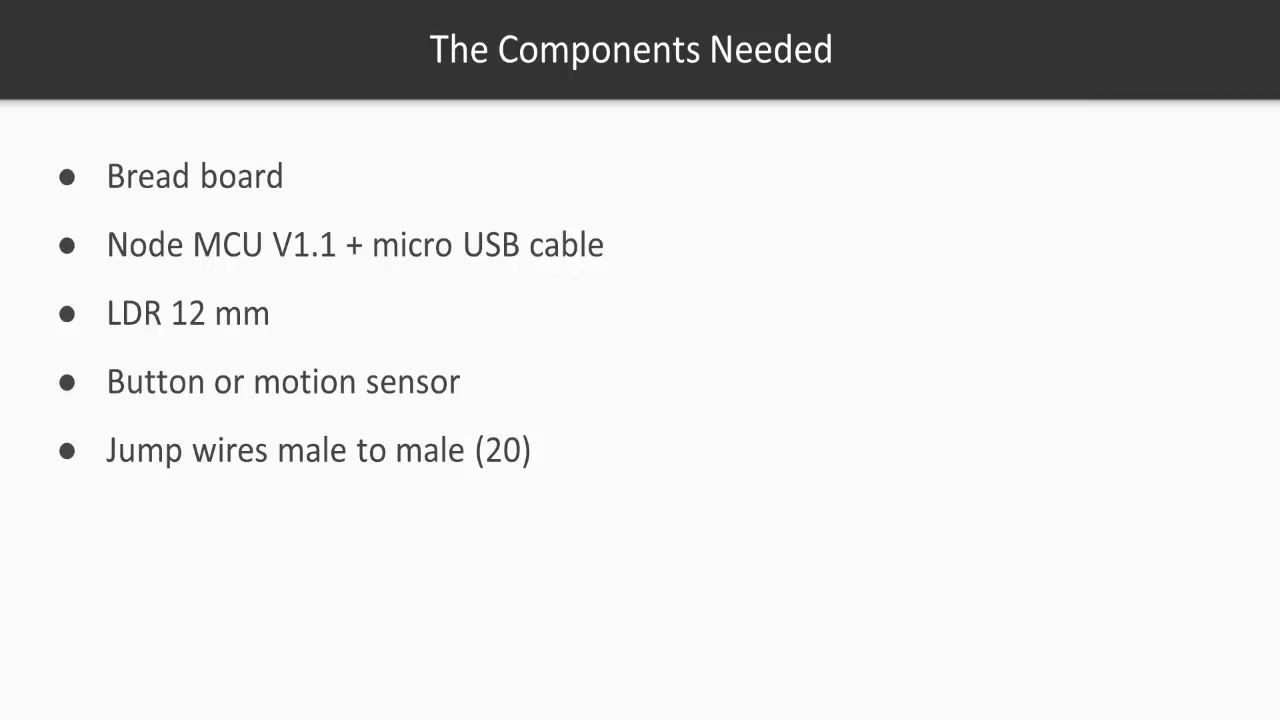 The Components Needed
● Bread board
● Node MCU V1.1 + micro USB cable
● LDR 12 mm
● Button or motion sensor
● Jump wires male to male (20)